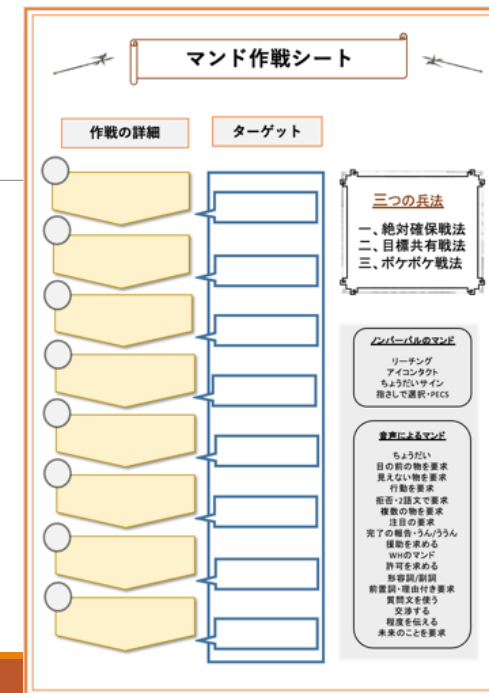 マンド作戦シート
作戦の詳細
ターゲット
三つの兵法
一、絶対確保戦法
二、目標共有戦法
三、ボケボケ戦法
ノンバーバルのマンド
リーチング
アイコンタクト
ちょうだいサイン
指さしで選択・PECS
音声によるマンド
ちょうだい
目の前の物を要求
見えない物を要求
行動を要求
拒否・2語文で要求
複数の物を要求
注目の要求
完了の報告・うん/ううん
援助を求める
WHのマンド
許可を求める
形容詞/副詞
前置詞・理由付き要求
質問文を使う
交渉する
程度を伝える
未来のことを要求